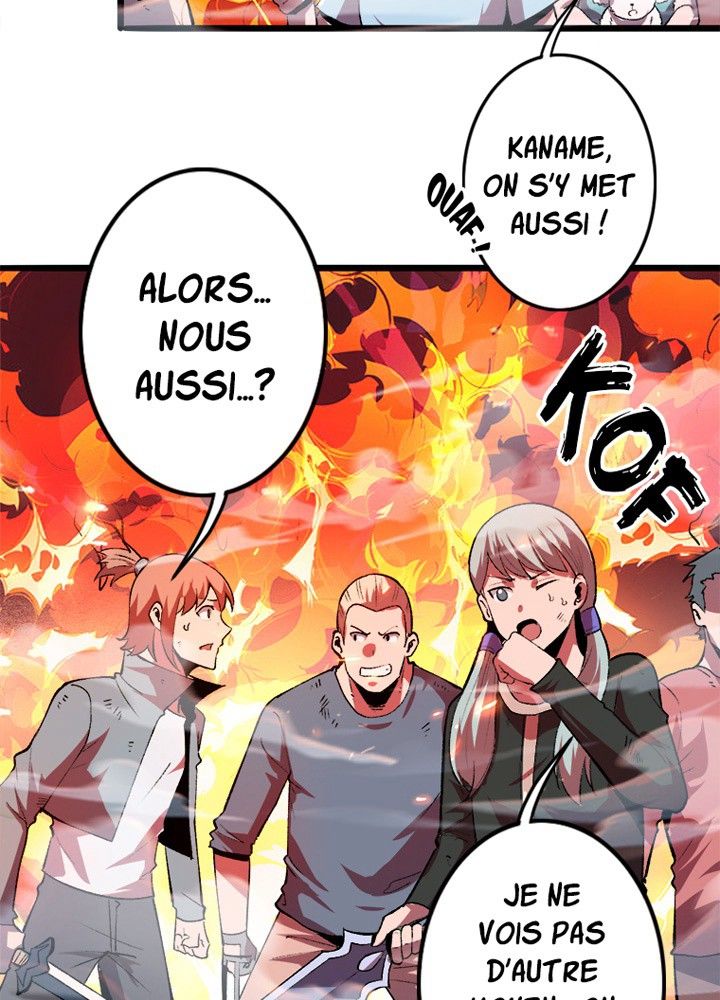 KANAME,
ON S'Y MET
AUSSI !
OUAF-!
ALORS...
NOUS
AUSSI...?
KOF
JE NE
VOIS PAS
D'AUTRE